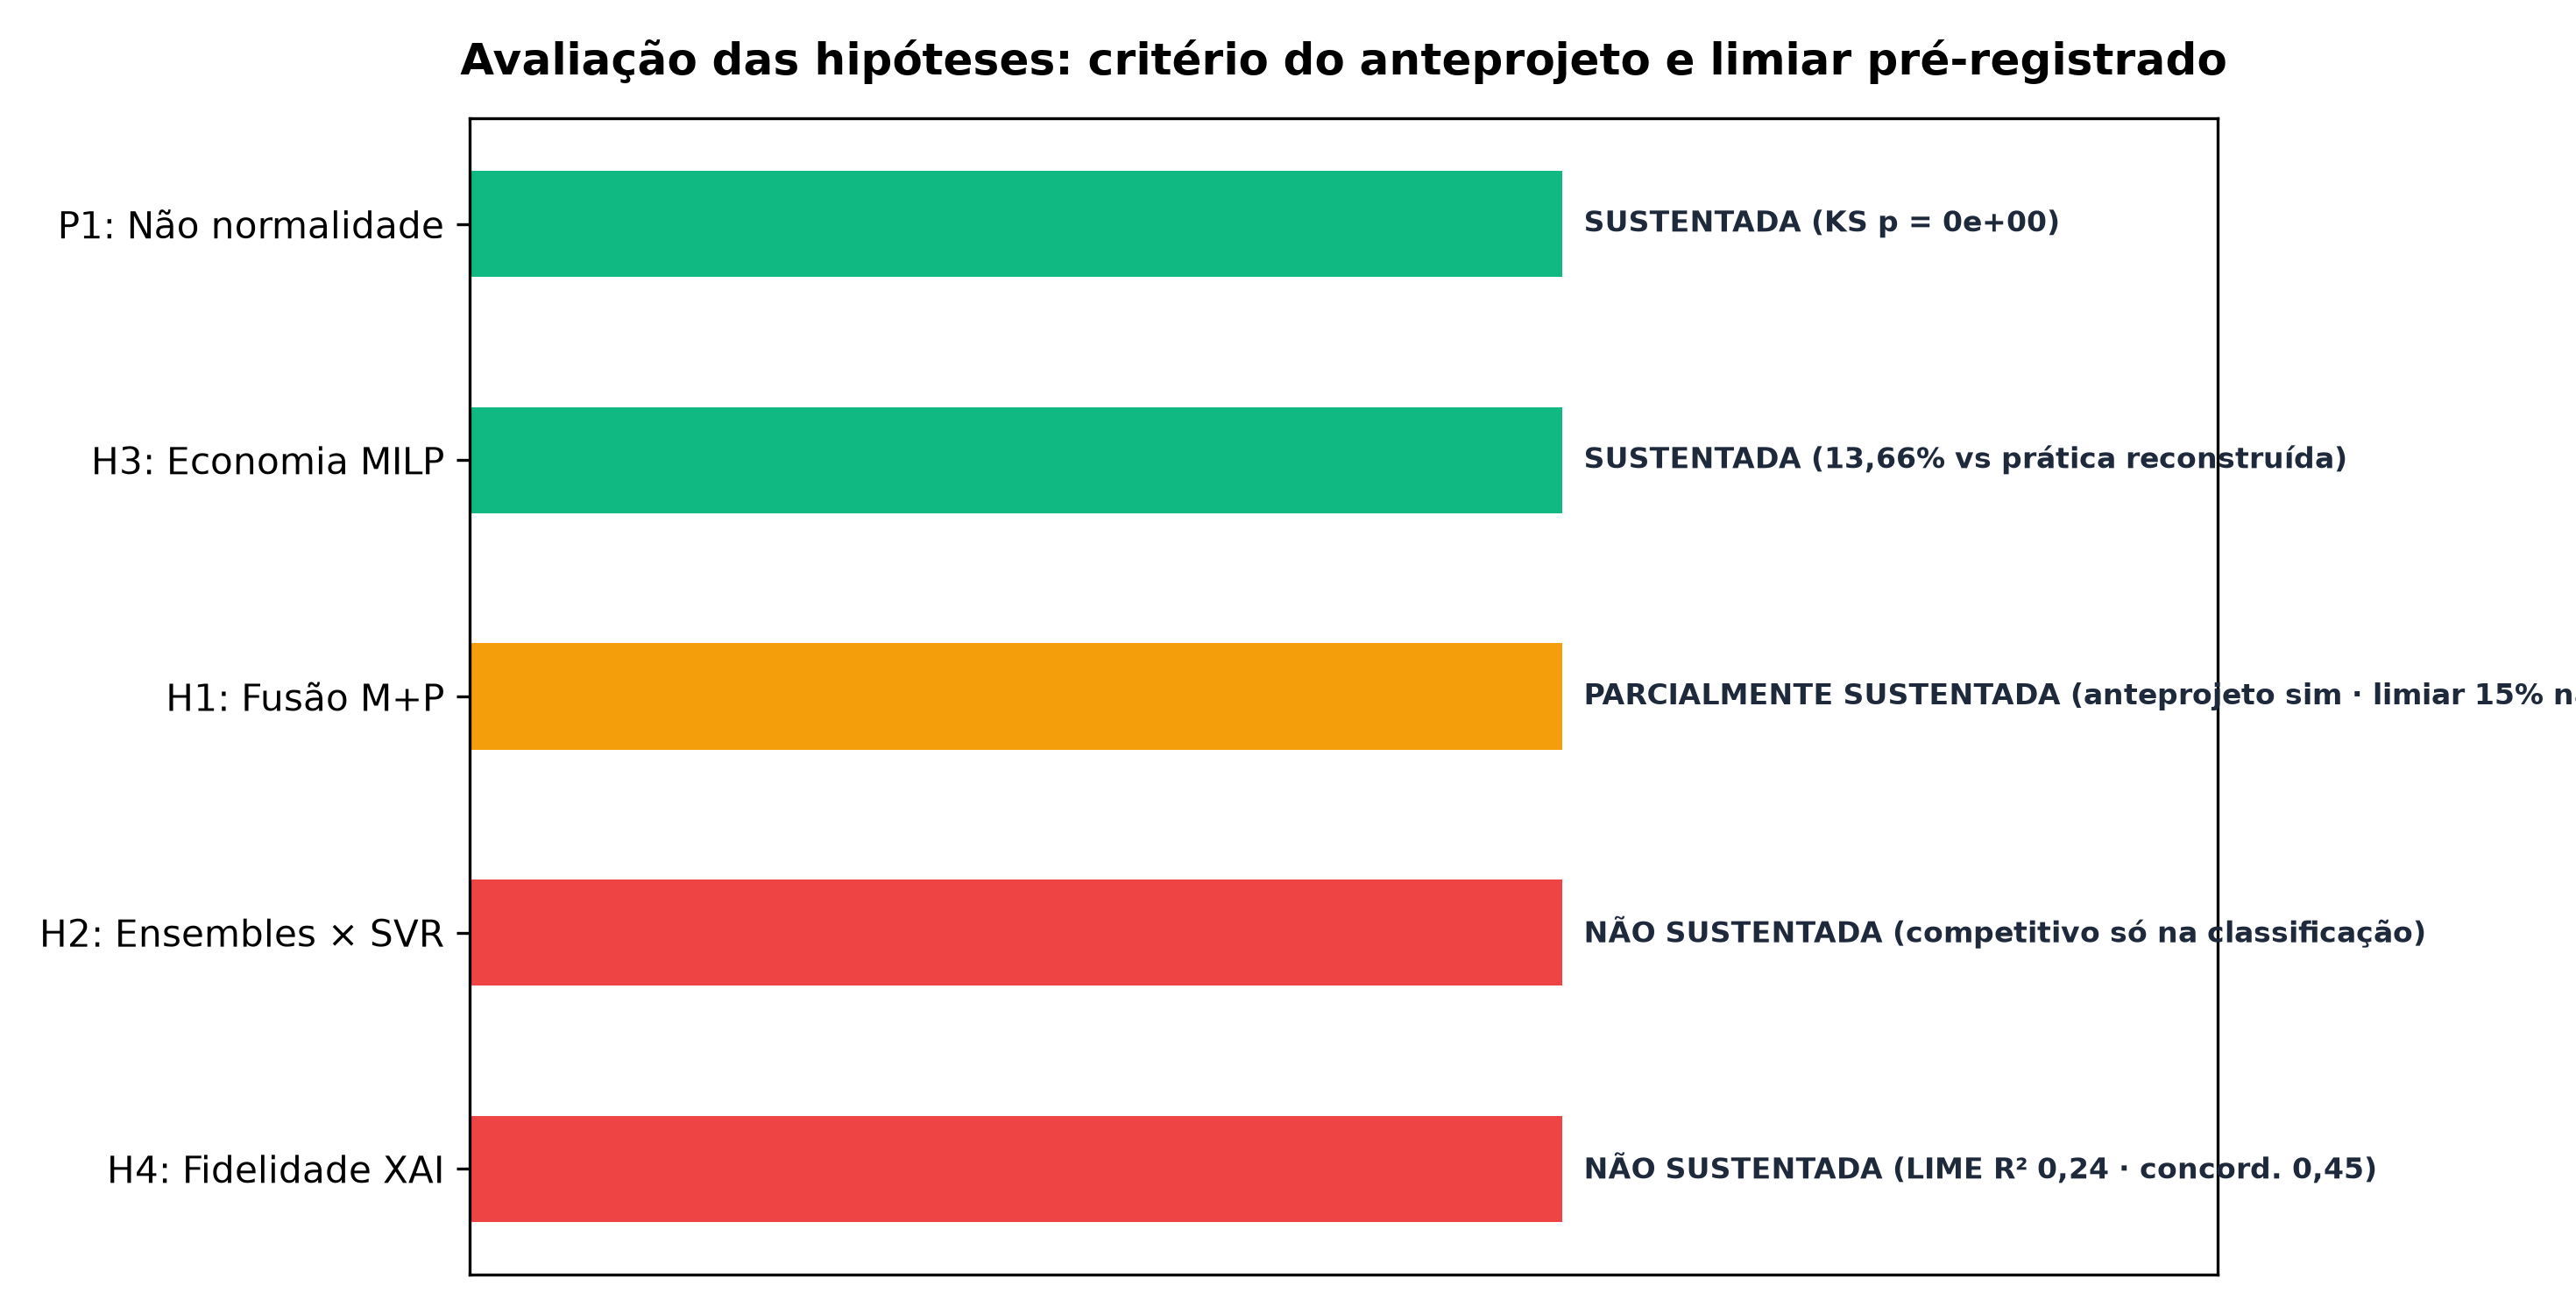 Avaliação das hipóteses: critério do anteprojeto e limiar pré-registrado
P1: Não normalidade SUSTENTADA (KS p = 0e+00)
H3: Economia MILP SUSTENTADA (13,66% vs prática reconstruída)
H1: Fusão M+P PARCIALMENTE SUSTENTADA (anteprojeto sim · limiar 15%
H2: Ensembles × SVR NÃO SUSTENTADA (competitivo só na classificação)
H4: Fidelidade XAI NÃO SUSTENTADA (LIME R² 0,24 · concord. 0,45)